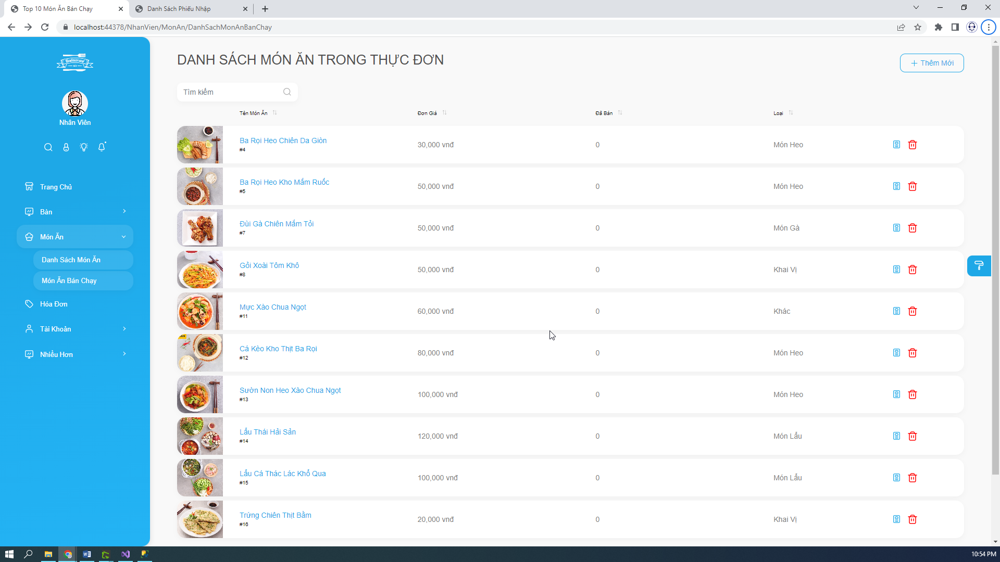 Top 10 Món Ăn Bán Chạy
Danh Sách Phiếu Nhập
localhost:44378/NhanVien/MonAn/DanhSachMonAnBanChay
Restaurant
Nhân Viên
Trang Chủ
Bàn
Món Ăn
Danh Sách Món Ăn
Món Ăn Bán Chạy
Hóa Đơn
Tài Khoản
Nhiều Hơn
DANH SÁCH MÓN ĂN TRONG THỰC ĐƠN
Thêm Mới
Tìm kiếm
Tên Món Ăn Đơn Giá Đã Bán Loại
Ba Rọi Heo Chiên Da Giòn
#4
30,000 vnđ 0 Món Heo
Ba Rọi Heo Kho Mắm Ruốc
#5
50,000 vnđ 0 Món Heo
Đùi Gà Chiên Mắm Tỏi
#7
50,000 vnđ 0 Món Gà
Gỏi Xoài Tôm Khô
#8
50,000 vnđ 0 Khai Vị
Mực Xào Chua Ngọt
#11
60,000 vnđ 0 Khác
Cá Kèo Kho Thịt Ba Rọi
#12
80,000 vnđ 0 Món Heo
Sườn Non Heo Xào Chua Ngọt
#13
100,000 vnđ 0 Món Heo
Lẩu Thái Hải Sản
#14
120,000 vnđ 0 Món Lẩu
Lẩu Cá Thác Lác Khổ Qua
#15
100,000 vnđ 0 Món Lẩu
Trứng Chiên Thịt Bằm
#16
20,000 vnđ 0 Khai Vị
10:54 PM